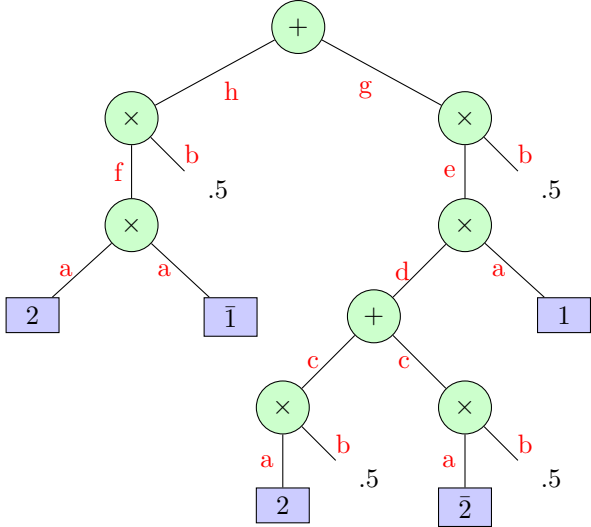 +
h g
× ×
f b e b
.5 .5
× ×
a a d a
2 1̄ + 1
c c
× ×
a b a b
.5 .5
2 2̄